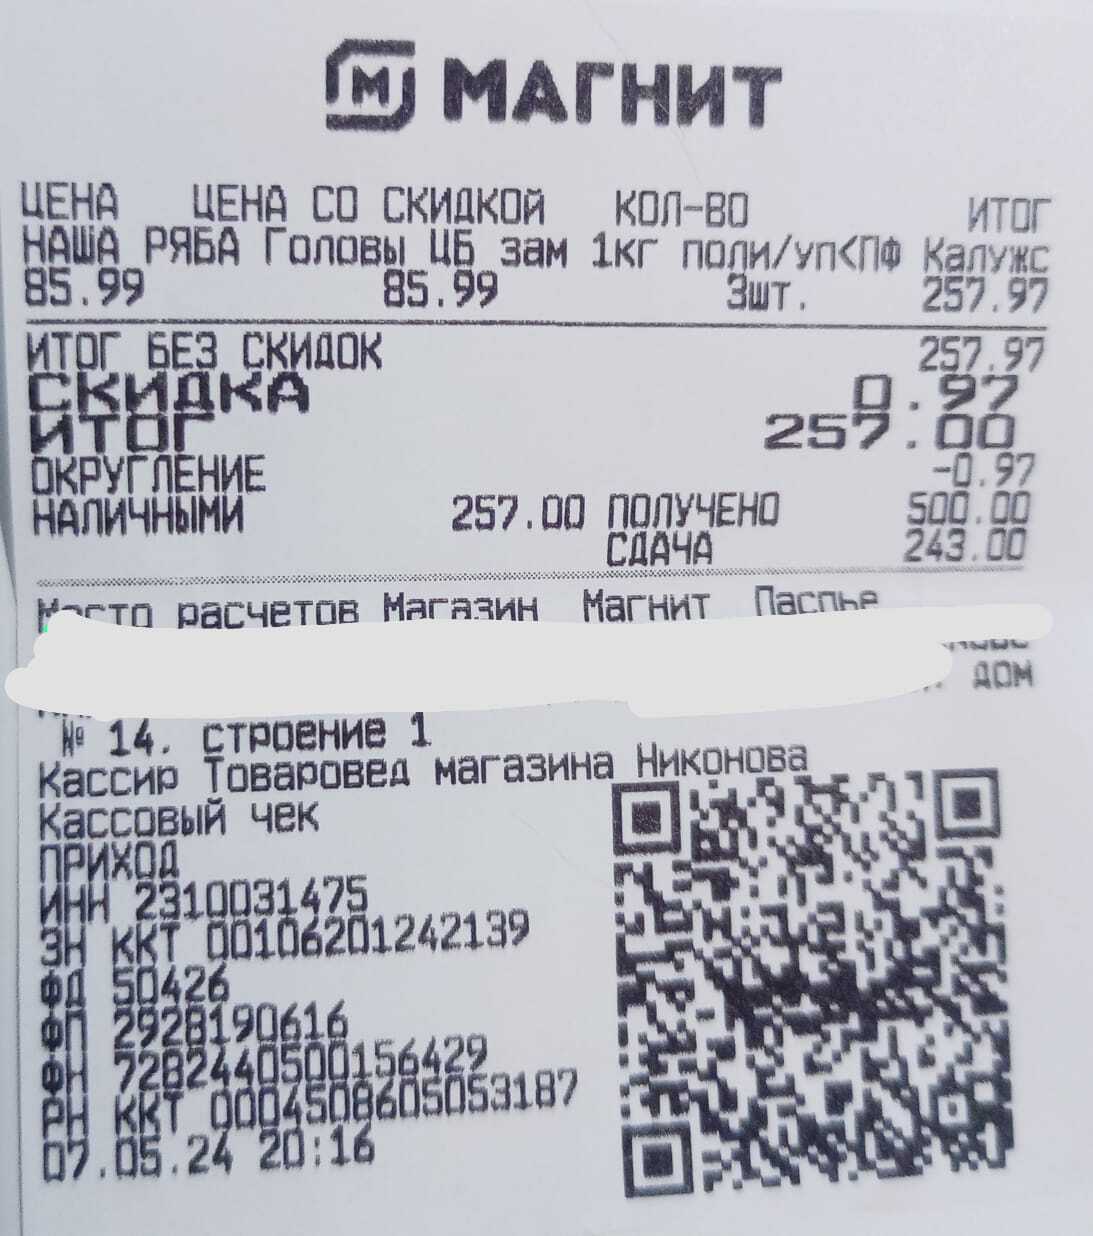 МАГНИТ
ЦЕНА ЦЕНА СО СКИДКОЙ КОЛ-ВО ИТОГ
НАША РЯБА Головы ЦБ зам 1кг поли/уп<ПФ Калужс
85.99 85.99 3шт. 257.97
ИТОГ БЕЗ СКИДОК 257.97
СКИДКА 0.97
ИТОГ 257.00
ОКРУГЛЕНИЕ -0.97
НАЛИЧНЫМИ 257.00 ПОЛУЧЕНО 500.00
СДАЧА 243.00
Место расчетов Магазин Магнит Паспье
дом
№ 14. строение 1
Кассир Товаровед магазина Никонова
Кассовый чек
ПРИХОД
ИНН 2310031475
ЗН ККТ 00106201242139
ФД 50426
ФП 2928190616
ФН 7282440500156429
РН ККТ 0004508605053187
07.05.24 20:16